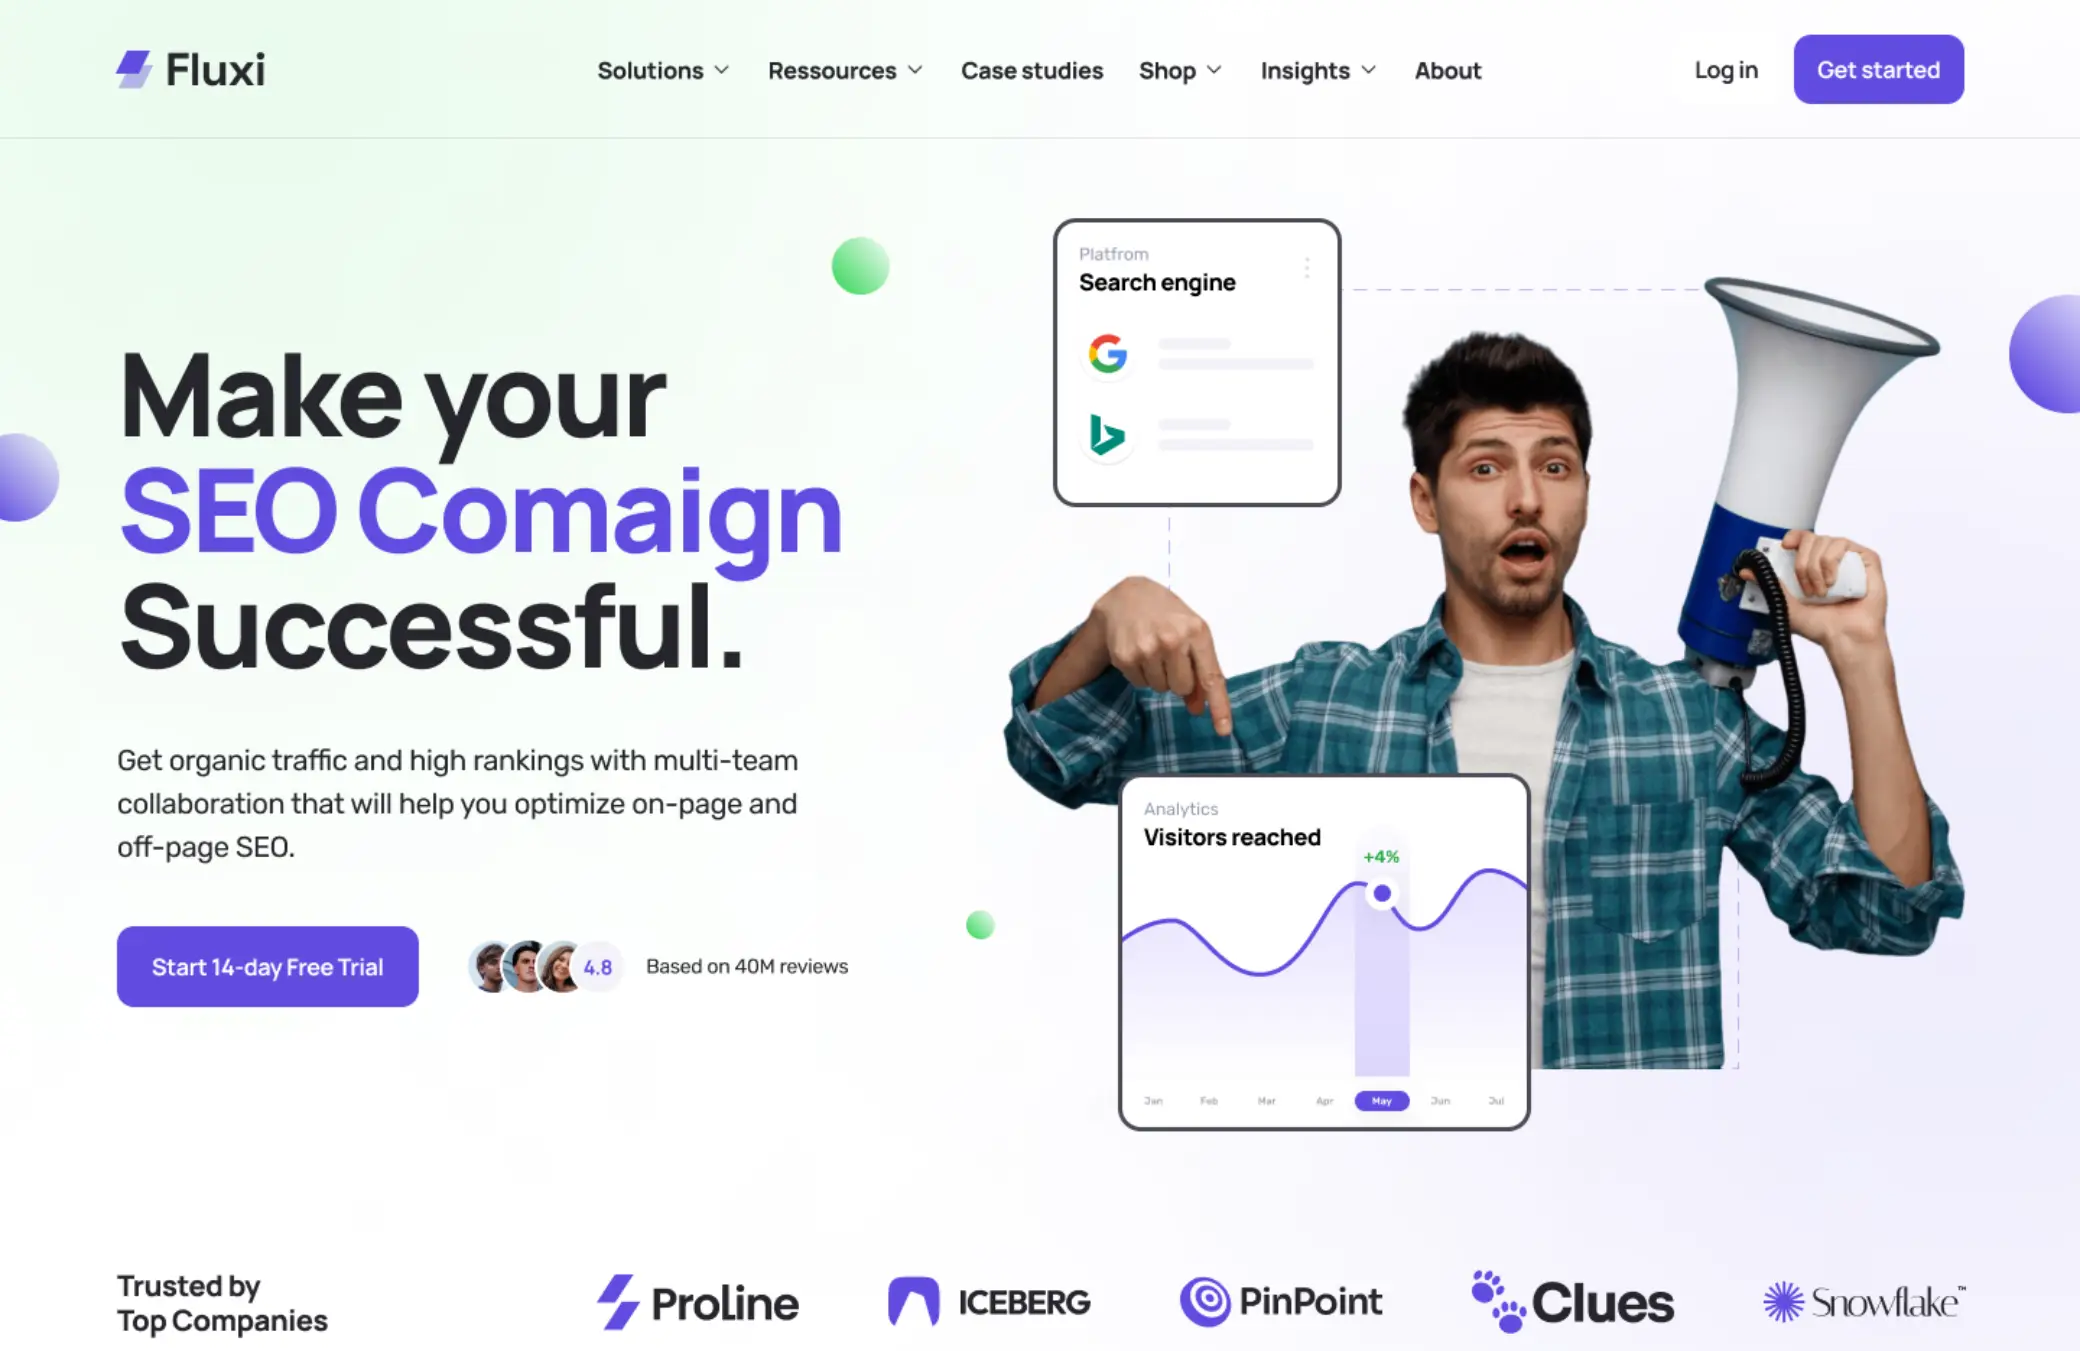 Fluxi
Solutions
Ressources
Case studies
Shop
Insights
About
Log in
Get started
Make your
SEO Comaign
Successful.
Get organic traffic and high rankings with multi-team
collaboration that will help you optimize on-page and
off-page SEO.
Start 14-day Free Trial
4.8
Based on 40M reviews
Platfrom
Search engine
Analytics
Visitors reached
+4%
Jan Feb Mar Apr May Jun Jul
Trusted by
Top Companies
ProLine
ICEBERG
PinPoint
Clues
Snowflake™